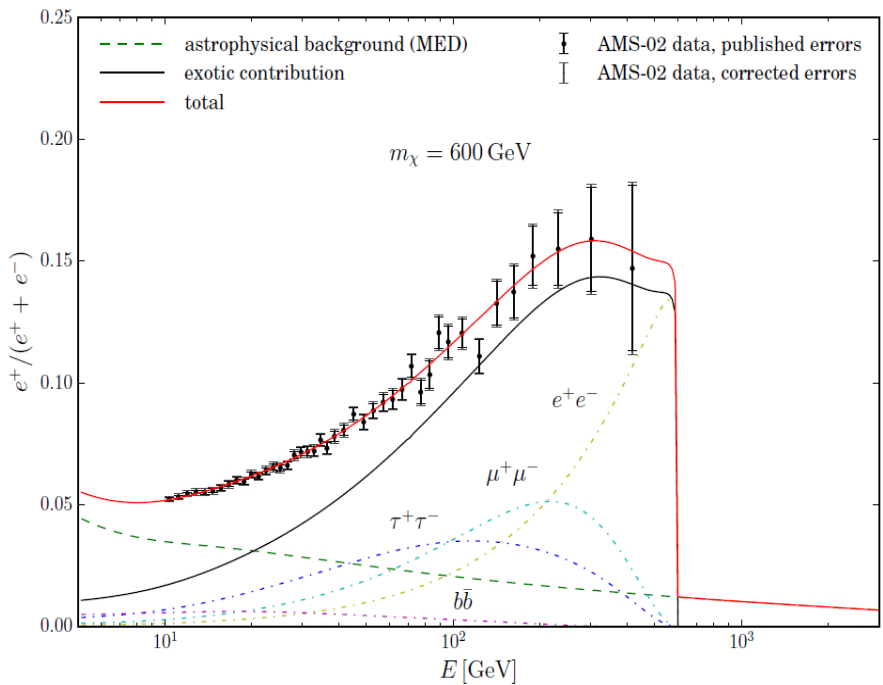 0.25
0.20
0.15
0.10
0.05
0.00
e⁺/(e⁺ + e⁻)
astrophysical background (MED)
exotic contribution
total
AMS-02 data, published errors
AMS-02 data, corrected errors
mᵪ = 600 GeV
e⁺e⁻
μ⁺μ⁻
τ⁺τ⁻
bb̄
10¹
10²
10³
E [GeV]